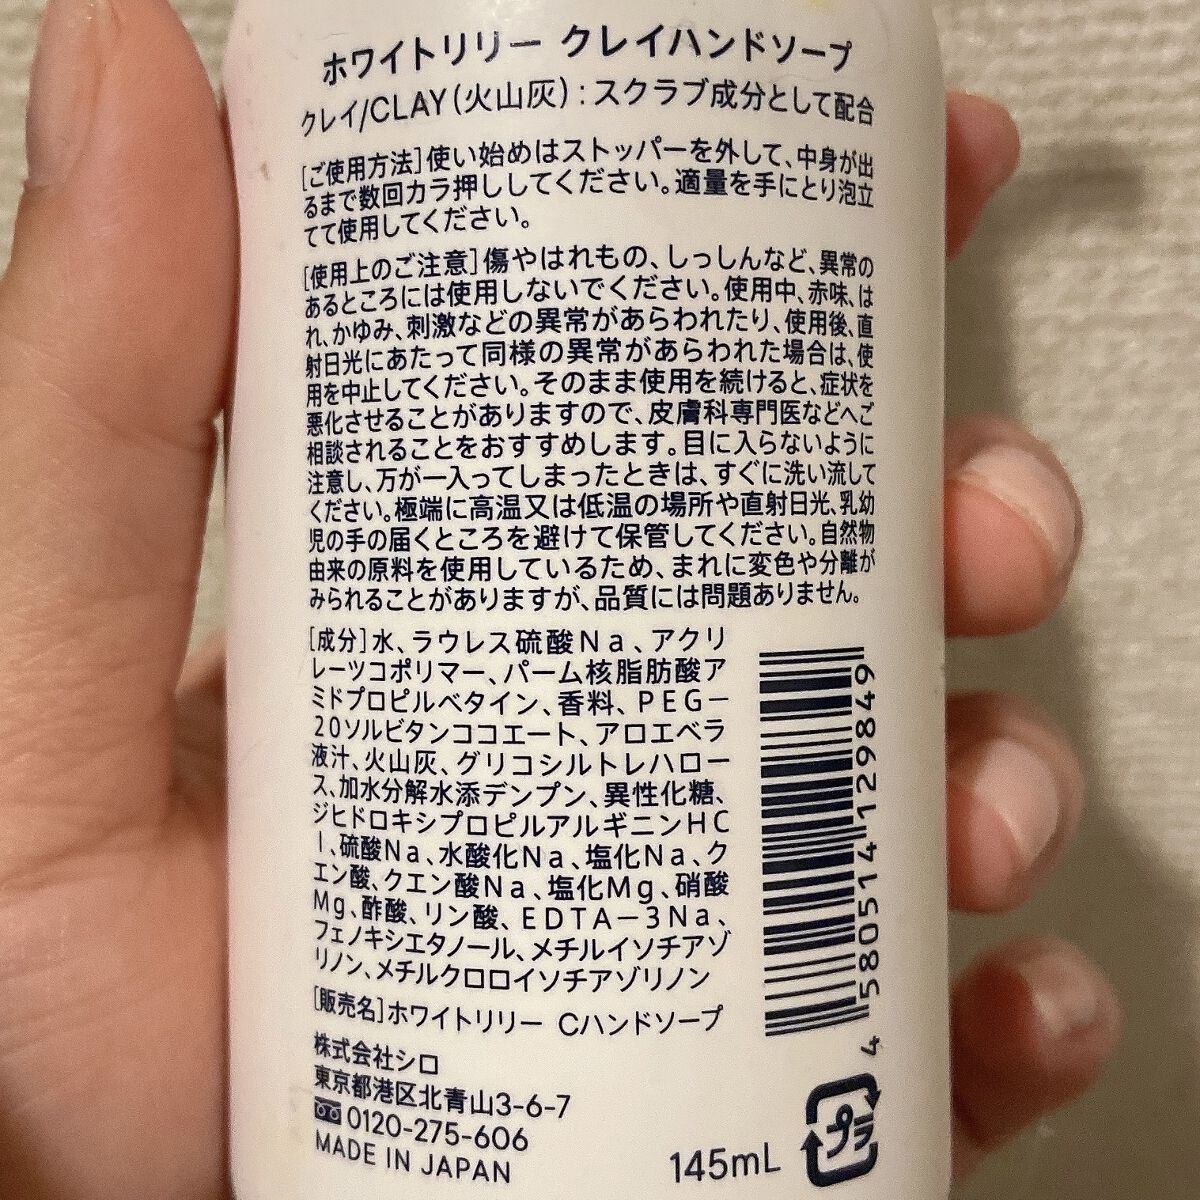 ホワイトリリー クレイハンドソープ
クレイ/CLAY(火山灰):スクラブ成分として配合
[ご使用方法]使い始めはストッパーを外して、中身が出
るまで数回カラ押ししてください。適量を手にとり泡立
てて使用してください。
[使用上のご注意]傷やはれもの、しっしんなど、異常の
あるところには使用しないでください。使用中、赤味、は
れ、かゆみ、刺激などの異常があらわれたり、使用後、直
射日光にあたって同様の異常があらわれた場合は、使
用を中止してください。そのまま使用を続けると、症状を
悪化させることがありますので、皮膚科専門医などへご
相談されることをおすすめします。目に入らないように
注意し、万が一入ってしまったときは、すぐに洗い流して
ください。極端に高温又は低温の場所や直射日光、乳幼
児の手の届くところを避けて保管してください。自然物
由来の原料を使用しているため、まれに変色や分離が
みられることがありますが、品質には問題ありません。
[成分]水、ラウレス硫酸Na、アクリ
レーツコポリマー、パーム核脂肪酸ア
ミドプロピルベタイン、香料、PEG－
20ソルビタンココエート、アロエベラ
液汁、火山灰、グリコシルトレハロー
ス、加水分解水添デンプン、異性化糖、
ジヒドロキシプロピルアルギニンHC
l、硫酸Na、水酸化Na、塩化Na、ク
エン酸、クエン酸Na、塩化Mg、硝酸
Mg、酢酸、リン酸、EDTA－3Na、
フェノキシエタノール、メチルイソチアゾ
リノン、メチルクロロイソチアゾリノン
[販売名]ホワイトリリー Cハンドソープ
株式会社シロ
東京都港区北青山3-6-7
0120-275-606
MADE IN JAPAN
145mL
プラ
4 580514 129849